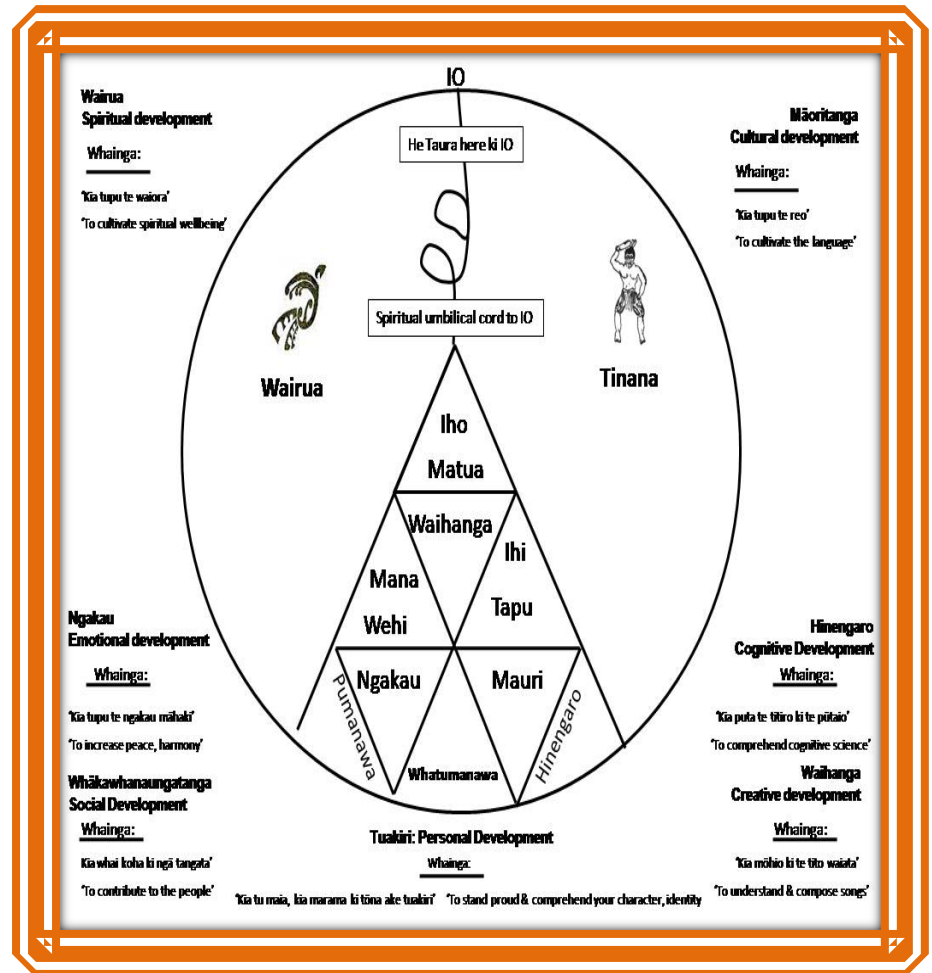 IO
Wairua
Spiritual development
Whainga:
‘Kia tupu te waiora’
‘To cultivate spiritual wellbeing’
Māoritanga
Cultural development
Whainga:
‘Kia tupu te reo’
‘To cultivate the language’
He Taura here ki IO
Spiritual umbilical cord to IO
Wairua
Tinana
Iho
Matua
Waihanga
Ihi
Tapu
Mana
Wehi
Ngakau
Mauri
Pumanawa
Hinengaro
Whatumanawa
Ngakau
Emotional development
Whainga:
‘Kia tupu te ngakau māhaki’
‘To increase peace, harmony’
Whākawhanaungatanga
Social Development
Whainga:
Kia whai koha ki ngā tangata’
‘To contribute to the people’
Hinengaro
Cognitive Development
Whainga:
‘Kia puta te titiro ki te pūtaio’
‘To comprehend cognitive science’
Waihanga
Creative development
Whainga:
‘Kia mōhio ki te tito waiata’
‘To understand & compose songs’
Tuakiri: Personal Development
Whainga:
‘Kia tu maia, kia marama ki tōna ake tuakiri’ ‘To stand proud & comprehend your character, identity